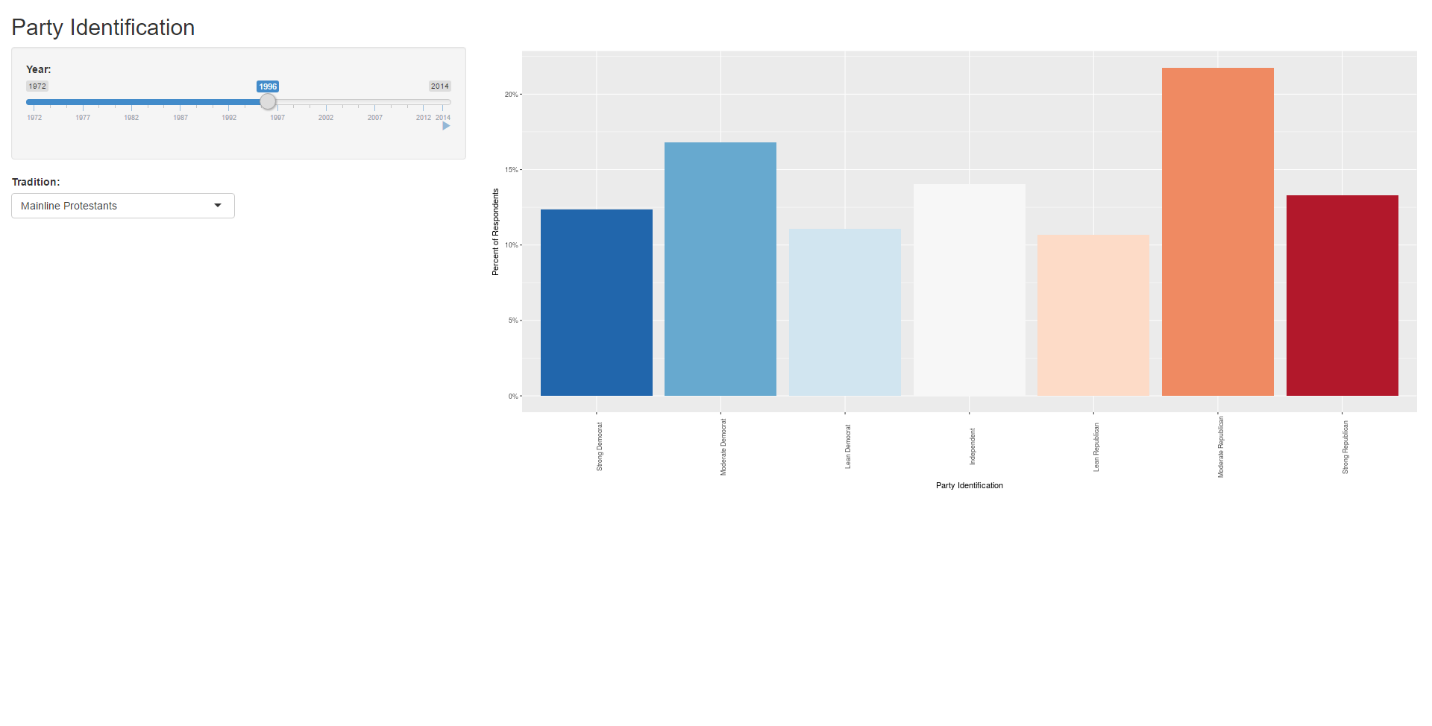 Party Identification
Year:
1972
1996
2014
1972 1977 1982 1987 1992 1997 2002 2007 2012 2014
Tradition:
Mainline Protestants
Percent of Respondents
20%
15%
10%
5%
0%
Strong Democrat
Moderate Democrat
Lean Democrat
Independent
Lean Republican
Moderate Republican
Strong Republican
Party Identification